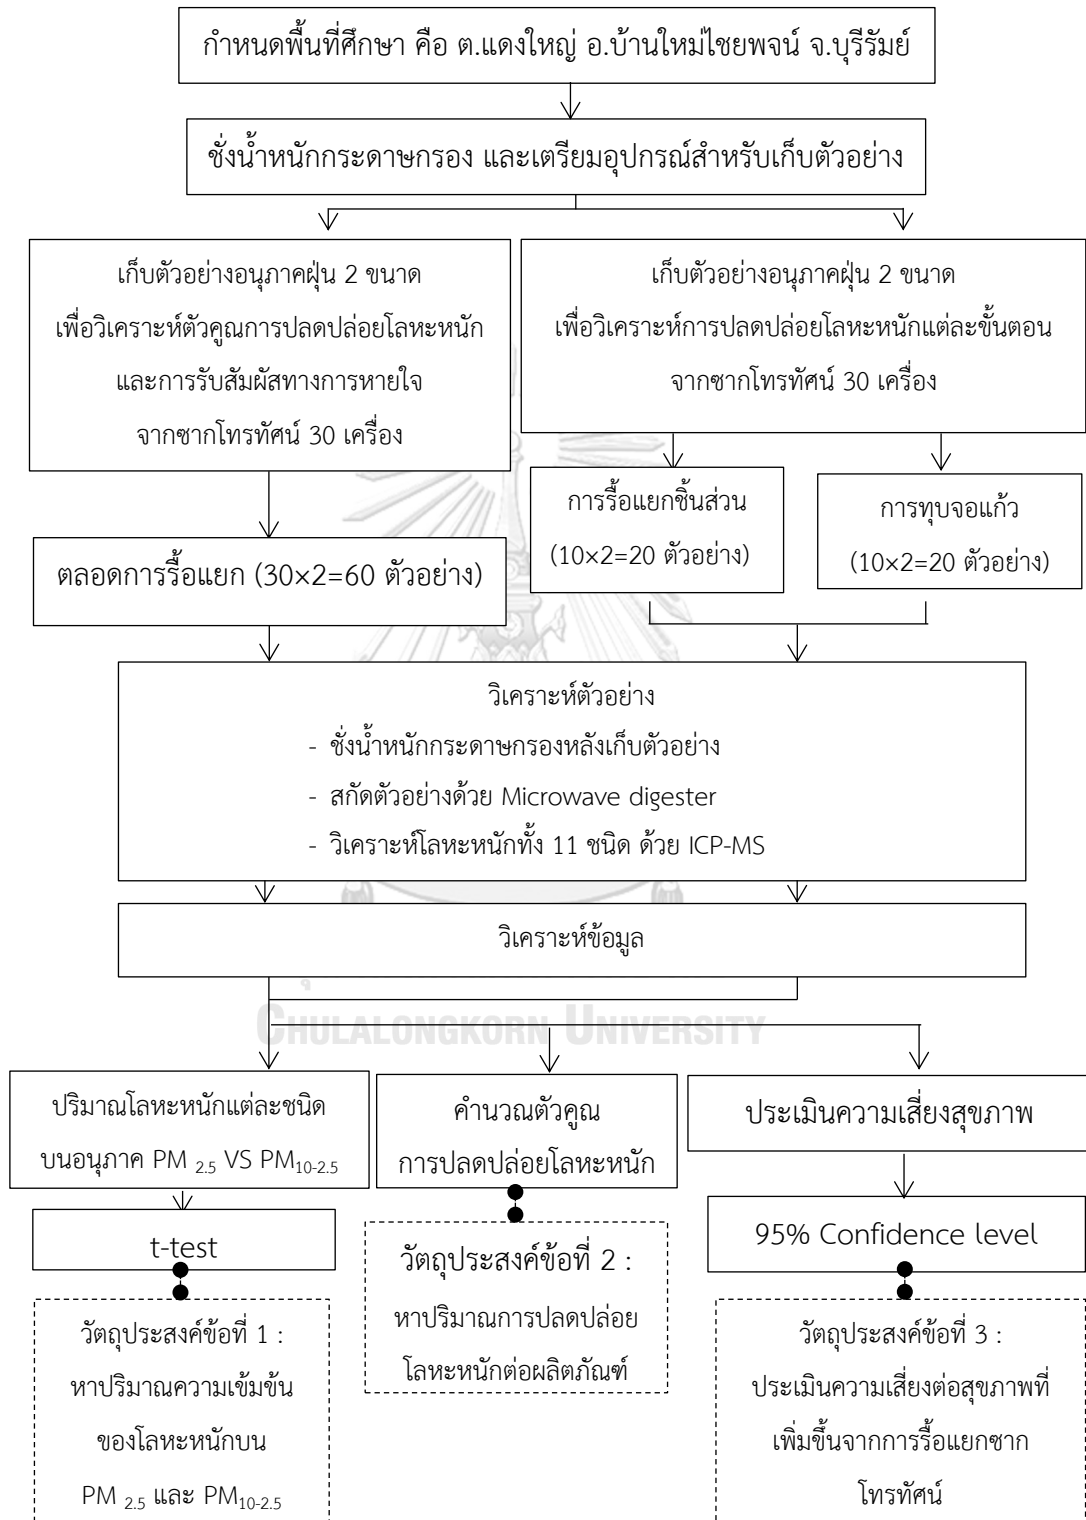 กำหนดพื้นที่ศึกษา คือ ต.แดงใหญ่ อ.บ้านใหม่ไชยพจน์ จ.บุรีรัมย์
ชั่งน้ำหนักกระดาษกรอง และเตรียมอุปกรณ์สำหรับเก็บตัวอย่าง
เก็บตัวอย่างอนุภาคฝุ่น 2 ขนาด
เพื่อวิเคราะห์ตัวคูณการปลดปล่อยโลหะหนัก
และการรับสัมผัสทางการหายใจ
จากซากโทรทัศน์ 30 เครื่อง
เก็บตัวอย่างอนุภาคฝุ่น 2 ขนาด
เพื่อวิเคราะห์การปลดปล่อยโลหะหนักแต่ละขั้นตอน
จากซากโทรทัศน์ 30 เครื่อง
ตลอดการรื้อแยก (30×2=60 ตัวอย่าง)
การรื้อแยกชิ้นส่วน
(10×2=20 ตัวอย่าง)
การทุบจอแก้ว
(10×2=20 ตัวอย่าง)
วิเคราะห์ตัวอย่าง
- ชั่งน้ำหนักกระดาษกรองหลังเก็บตัวอย่าง
- สกัดตัวอย่างด้วย Microwave digester
- วิเคราะห์โลหะหนักทั้ง 11 ชนิด ด้วย ICP-MS
วิเคราะห์ข้อมูล
CHULALONGKORN UNIVERSITY
ปริมาณโลหะหนักแต่ละชนิด
บนอนุภาค PM 2.5 VS PM10-2.5
คำนวณตัวคูณ
การปลดปล่อยโลหะหนัก
ประเมินความเสี่ยงสุขภาพ
t-test
95% Confidence level
วัตถุประสงค์ข้อที่ 1 :
หาปริมาณความเข้มข้น
ของโลหะหนักบน
PM 2.5 และ PM10-2.5
วัตถุประสงค์ข้อที่ 2 :
หาปริมาณการปลดปล่อย
โลหะหนักต่อผลิตภัณฑ์
วัตถุประสงค์ข้อที่ 3 :
ประเมินความเสี่ยงต่อสุขภาพที่
เพิ่มขึ้นจากการรื้อแยกซาก
โทรทัศน์